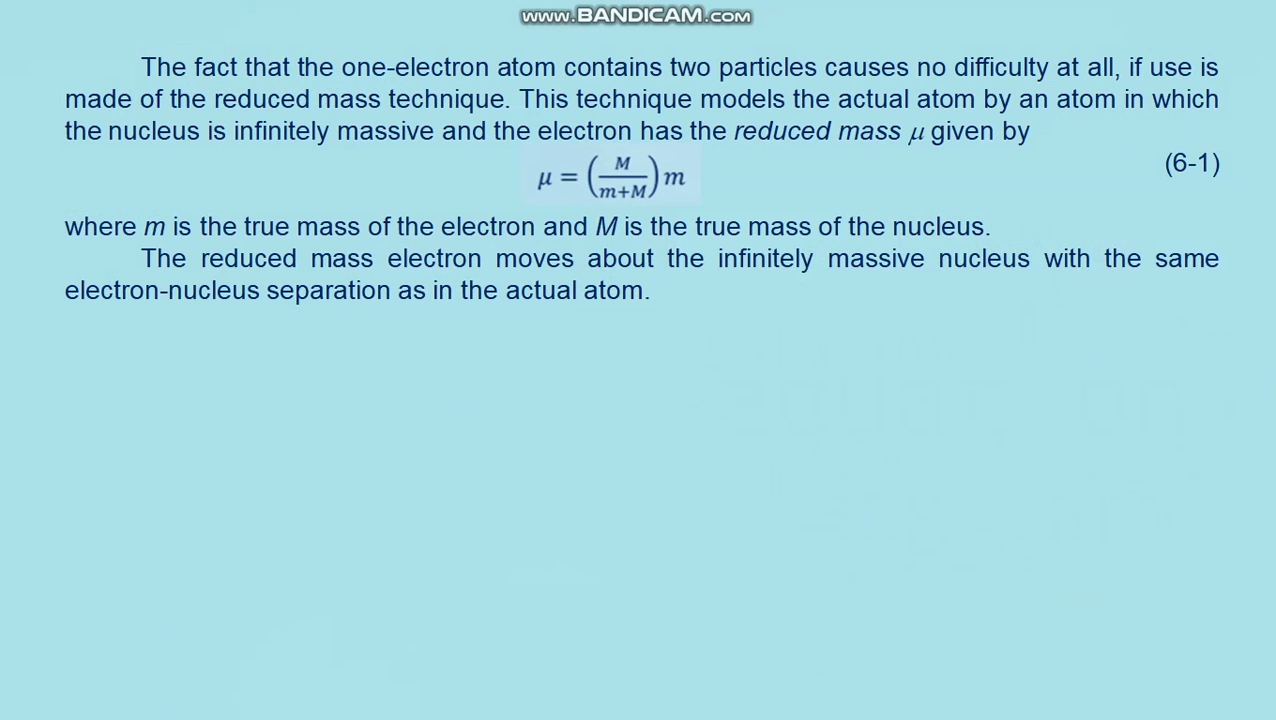 www.BANDICAM.com
The fact that the one-electron atom contains two particles causes no difficulty at all, if use is
made of the reduced mass technique. This technique models the actual atom by an atom in which
the nucleus is infinitely massive and the electron has the reduced mass μ given by
μ = (M/(m+M)) m (6-1)
where m is the true mass of the electron and M is the true mass of the nucleus.
The reduced mass electron moves about the infinitely massive nucleus with the same
electron-nucleus separation as in the actual atom.